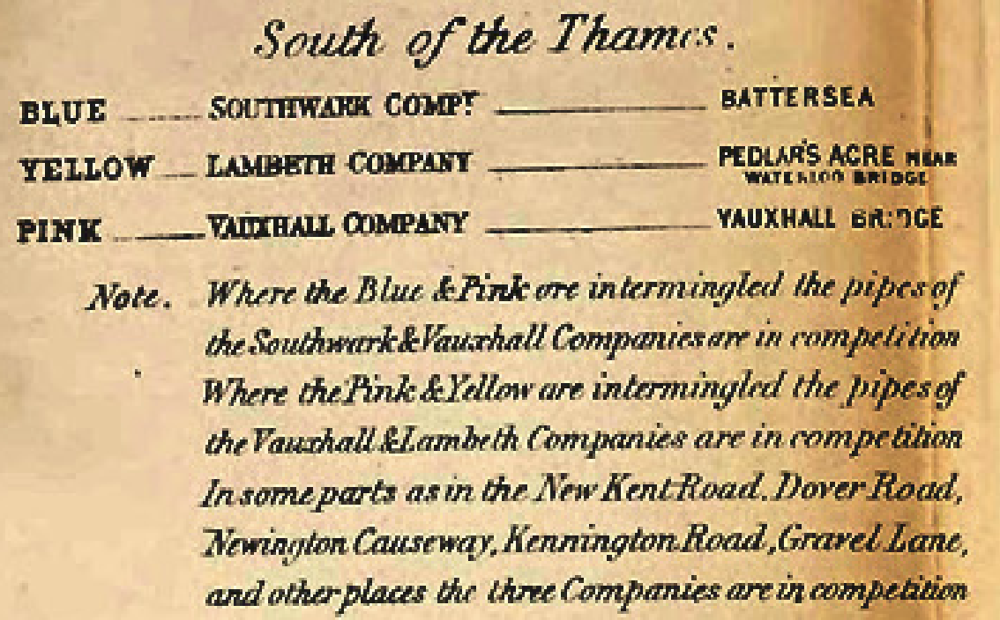 South of the Thames.
BLUE ---- SOUTHWARK COMPY ---- BATTERSEA
YELLOW ---- LAMBETH COMPANY ---- PEDLAR'S ACRE NEAR
WATERLOO BRIDGE
PINK ---- VAUXHALL COMPANY ---- VAUXHALL BRIDGE
Note. Where the Blue & Pink are intermingled the pipes of
the Southwark & Vauxhall Companies are in competition
Where the Pink & Yellow are intermingled the pipes of
the Vauxhall & Lambeth Companies are in competition
In some parts as in the New Kent Road. Dover Road,
Newington Causeway, Kennington Road, Gravel Lane,
and other places the three Companies are in competition